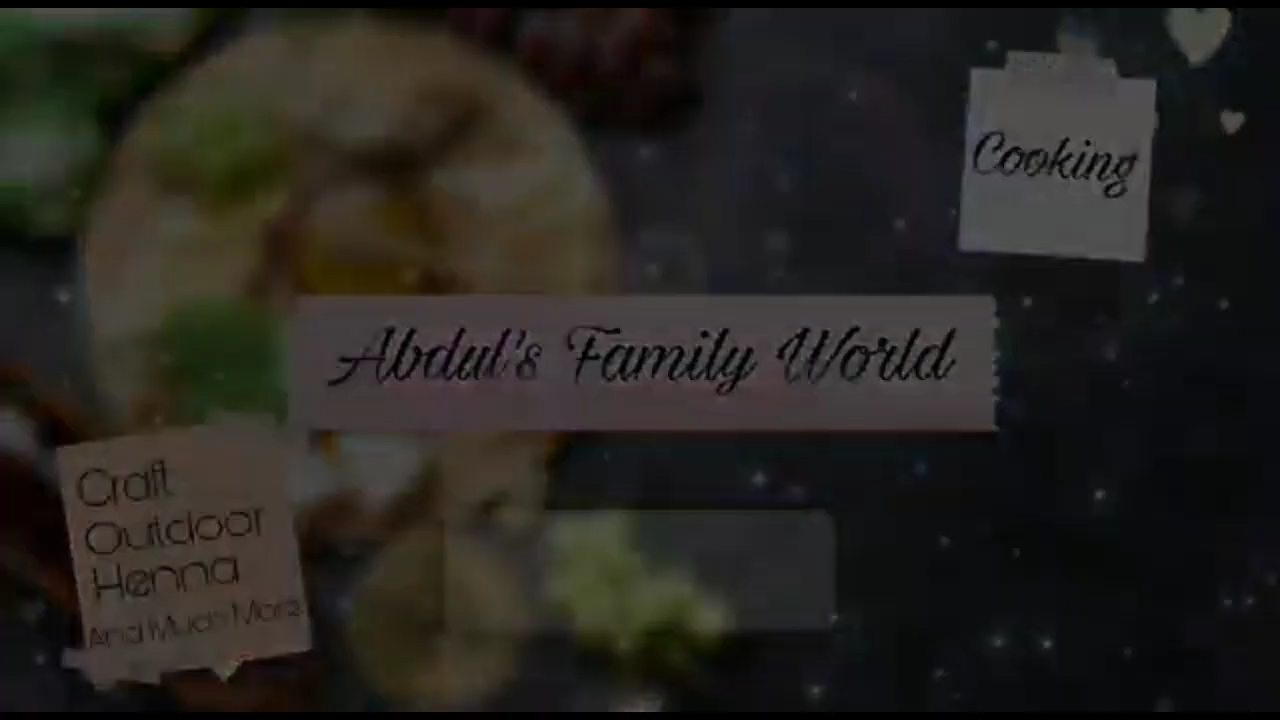 Cooking
Abdul's Family World
Craft
Outdoor
Henna
And Much More